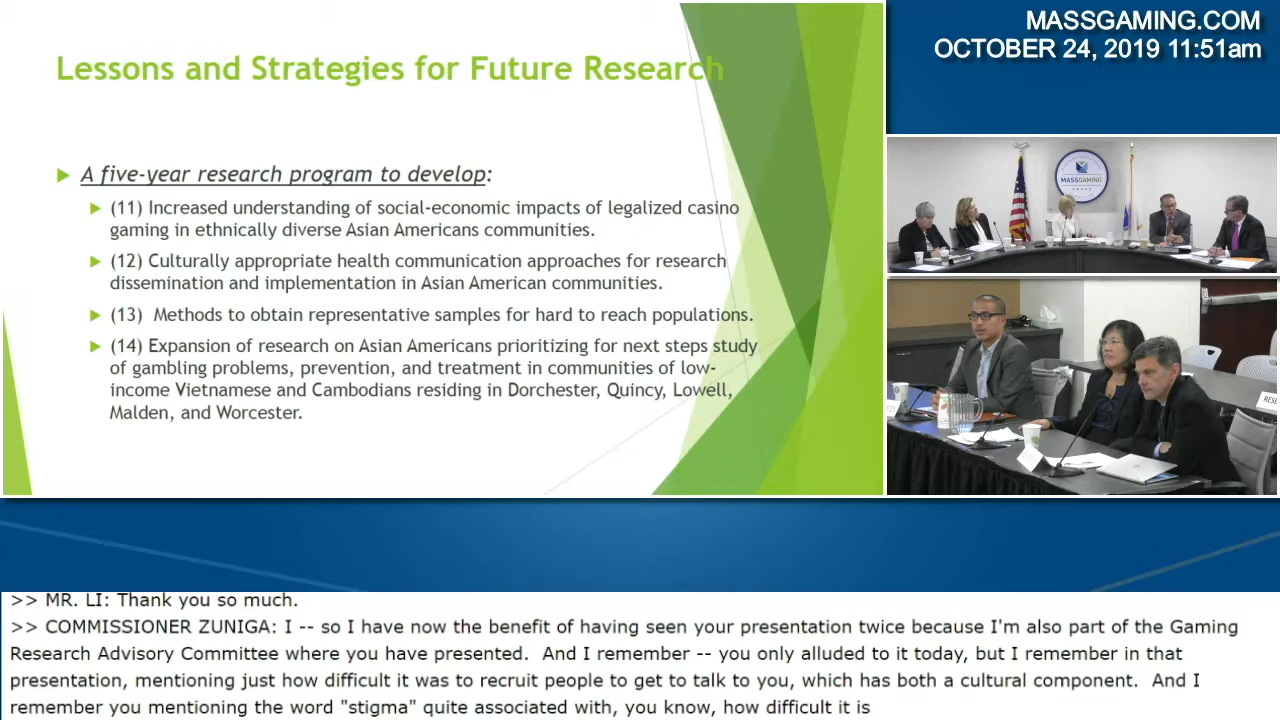 MASSGAMING.COM
OCTOBER 24, 2019 11:51am
Lessons and Strategies for Future Research
A five-year research program to develop:
(11) Increased understanding of social-economic impacts of legalized casino
gaming in ethnically diverse Asian Americans communities.
(12) Culturally appropriate health communication approaches for research
dissemination and implementation in Asian American communities.
(13) Methods to obtain representative samples for hard to reach populations.
(14) Expansion of research on Asian Americans prioritizing for next steps study
of gambling problems, prevention, and treatment in communities of low-
income Vietnamese and Cambodians residing in Dorchester, Quincy, Lowell,
Malden, and Worcester.
MASSGAMING
>> MR. LI: Thank you so much.
>> COMMISSIONER ZUNIGA: I -- so I have now the benefit of having seen your presentation twice because I'm also part of the Gaming
Research Advisory Committee where you have presented.  And I remember -- you only alluded to it today, but I remember in that
presentation, mentioning just how difficult it was to recruit people to get to talk to you, which has both a cultural component.  And I
remember you mentioning the word "stigma" quite associated with, you know, how difficult it is